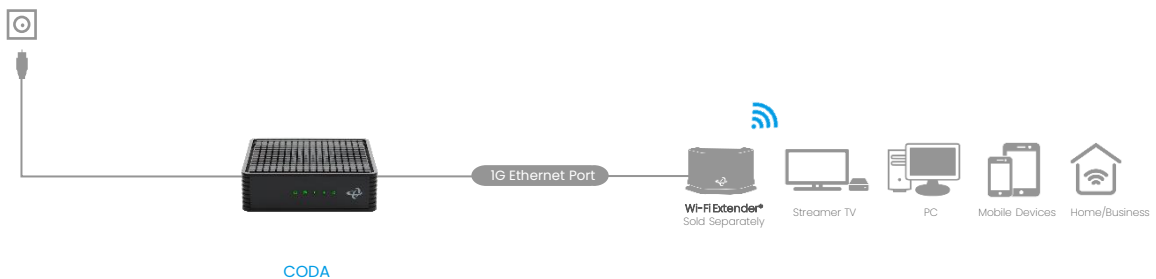 1G Ethernet Port
Wi-Fi Extender*
Sold Separately
Streamer TV
PC
Mobile Devices
Home/Business
CODA